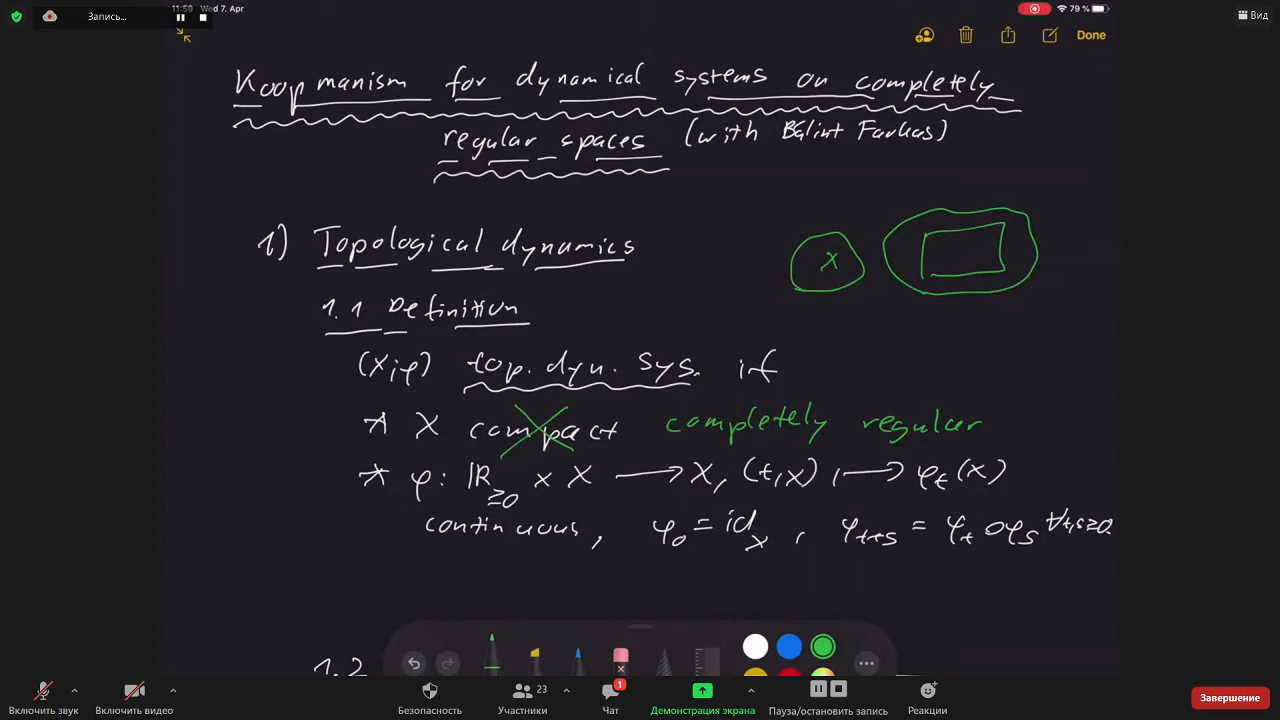 11:59 Wed 7. Apr
79 %
Запись...
Вид
Done
Koopmanism for dynamical systems on completely
regular spaces (with Bálint Farkas)
1) Topological dynamics
X
1.1 Definition
(X;φ) top. dyn. sys. if
* X compact completely regular
* φ: ℝ≥0 × X ⟶ X, (t,x) ↦ φt(x)
continuous, φ0 = idX, φt+s = φt ∘ φs ∀t,s≥0.
1.2
23
1
Включить звук
Включить видео
Безопасность
Участники
Чат
Демонстрация экрана
Пауза/остановить запись
Реакции
Завершение